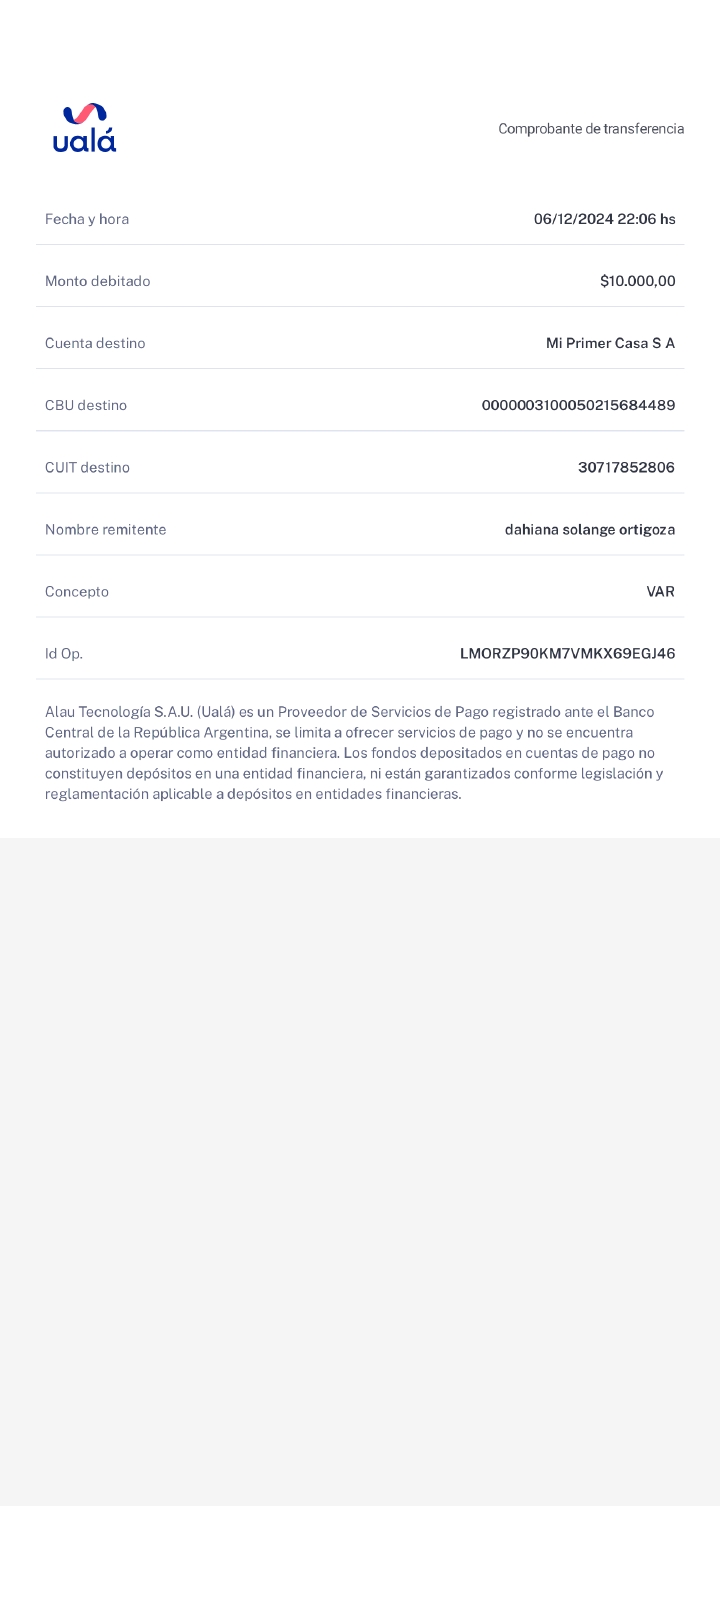 ualá
Comprobante de transferencia
Fecha y hora 06/12/2024 22:06 hs
Monto debitado $10.000,00
Cuenta destino Mi Primer Casa S A
CBU destino 0000003100050215684489
CUIT destino 30717852806
Nombre remitente dahiana solange ortigoza
Concepto VAR
Id Op. LMORZP90KM7VMKX69EGJ46
Alau Tecnología S.A.U. (Ualá) es un Proveedor de Servicios de Pago registrado ante el Banco
Central de la República Argentina, se limita a ofrecer servicios de pago y no se encuentra
autorizado a operar como entidad financiera. Los fondos depositados en cuentas de pago no
constituyen depósitos en una entidad financiera, ni están garantizados conforme legislación y
reglamentación aplicable a depósitos en entidades financieras.